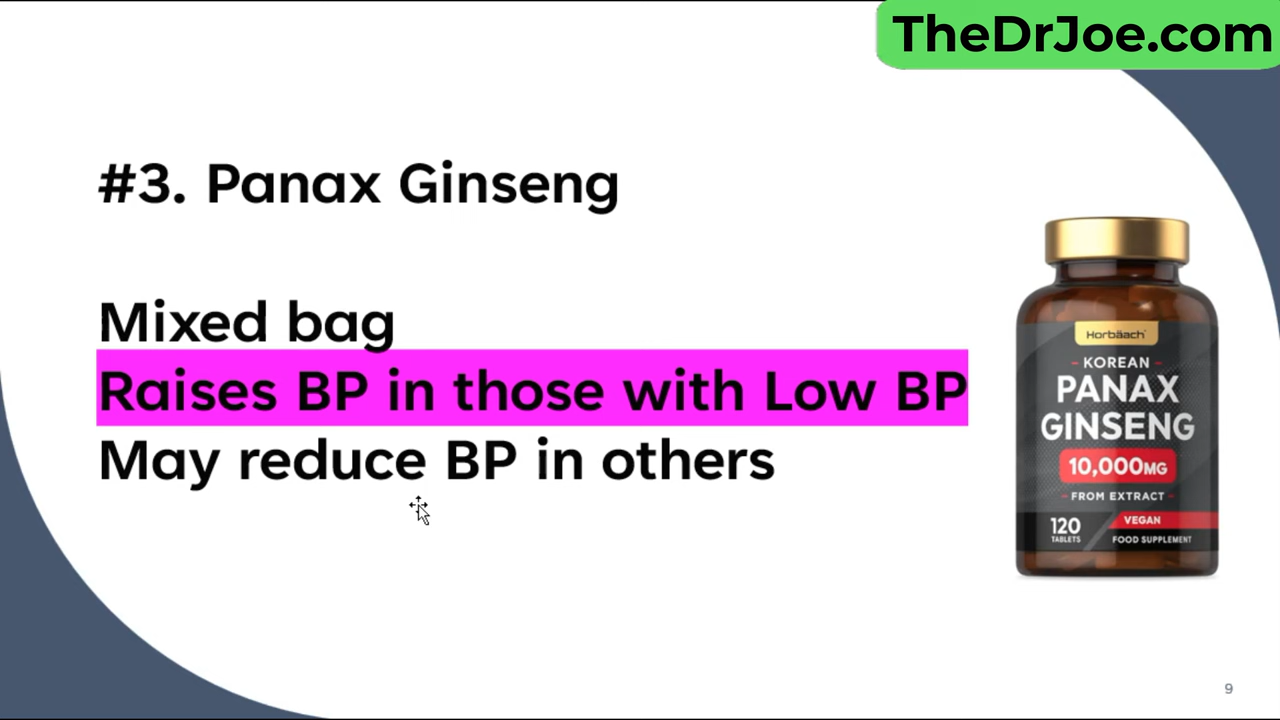 TheDrJoe.com
#3. Panax Ginseng
Mixed bag
Raises BP in those with Low BP
May reduce BP in others
Horbäach
KOREAN
PANAX
GINSENG
10,000MG
FROM EXTRACT
120
TABLETS
VEGAN
FOOD SUPPLEMENT
9